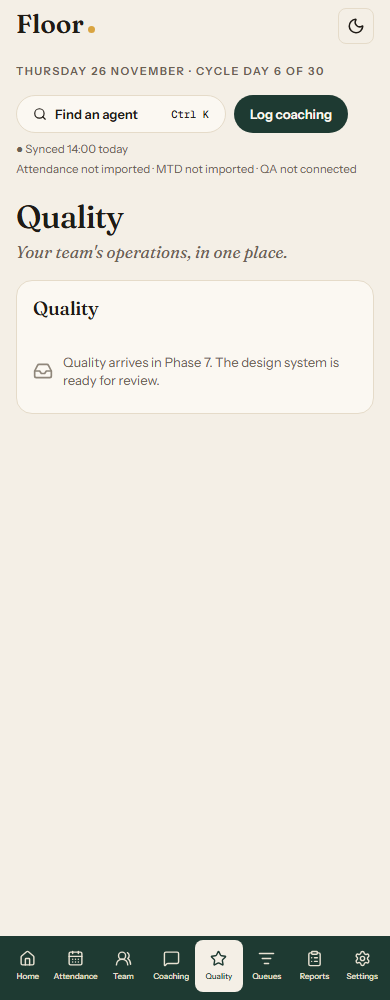 Floor
THURSDAY 26 NOVEMBER · CYCLE DAY 6 OF 30
Find an agent Ctrl K Log coaching
● Synced 14:00 today
Attendance not imported · MTD not imported · QA not connected
Quality
Your team's operations, in one place.
Quality
Quality arrives in Phase 7. The design system is
ready for review.
Home Attendance Team Coaching Quality Queues Reports Settings